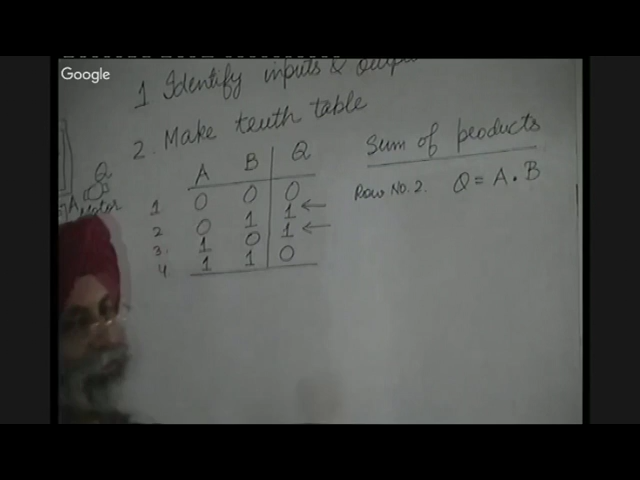 Google
1 Identify inputs & outpu
2. Make truth table
A B Q
1 0 0 0
2 0 1 1 ←
3. 1 0 1 ←
4 1 1 0
Sum of products
Row No. 2. Q = A . B
Q
A Motor